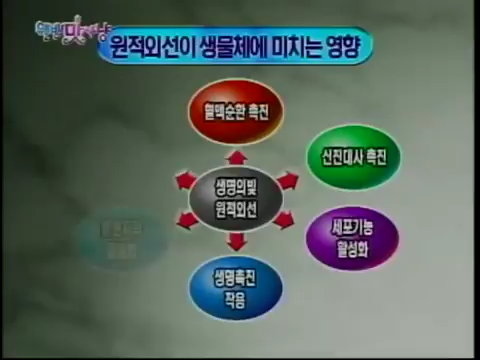 원적외선이 생물체에 미치는 영향
혈액순환 촉진
신진대사 촉진
생명의빛
원적외선
세포기능
활성화
생명촉진
작용